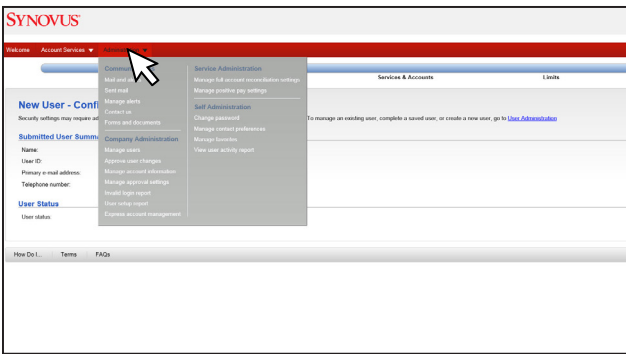 SYNOVUS®
Welcome Account Services Administration
Communi
Service Administration
Mail and
Manage full account reconciliation settings
Sent mail
Manage positive pay settings
Manage alerts
Contact us
Self Administration
Forms and documents
Change password
Manage contact preferences
Company Administration
Manage favorites
Manage users
View user activity report
Approve user changes
Manage account information
Manage approval settings
Invalid login report
User setup report
Express account management
Services & Accounts Limits
New User - Confi
Security settings may require ad
To manage an existing user, complete a saved user, or create a new user, go to User Administration
Submitted User Summa
Name:
User ID:
Primary e-mail address:
Telephone number:
User Status
User status:
How Do I... Terms FAQs